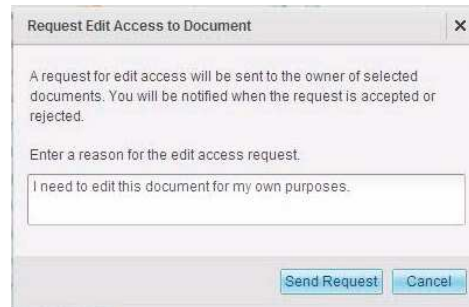 Request Edit Access to Document
A request for edit access will be sent to the owner of selected
documents. You will be notified when the request is accepted or
rejected.
Enter a reason for the edit access request.
I need to edit this document for my own purposes.
Send Request Cancel